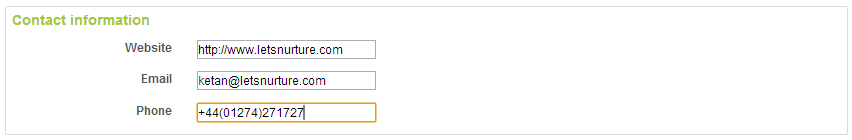 Contact information
Website http://www.letsnurture.com
Email ketan@letsnurture.com
Phone +44(01274)271727